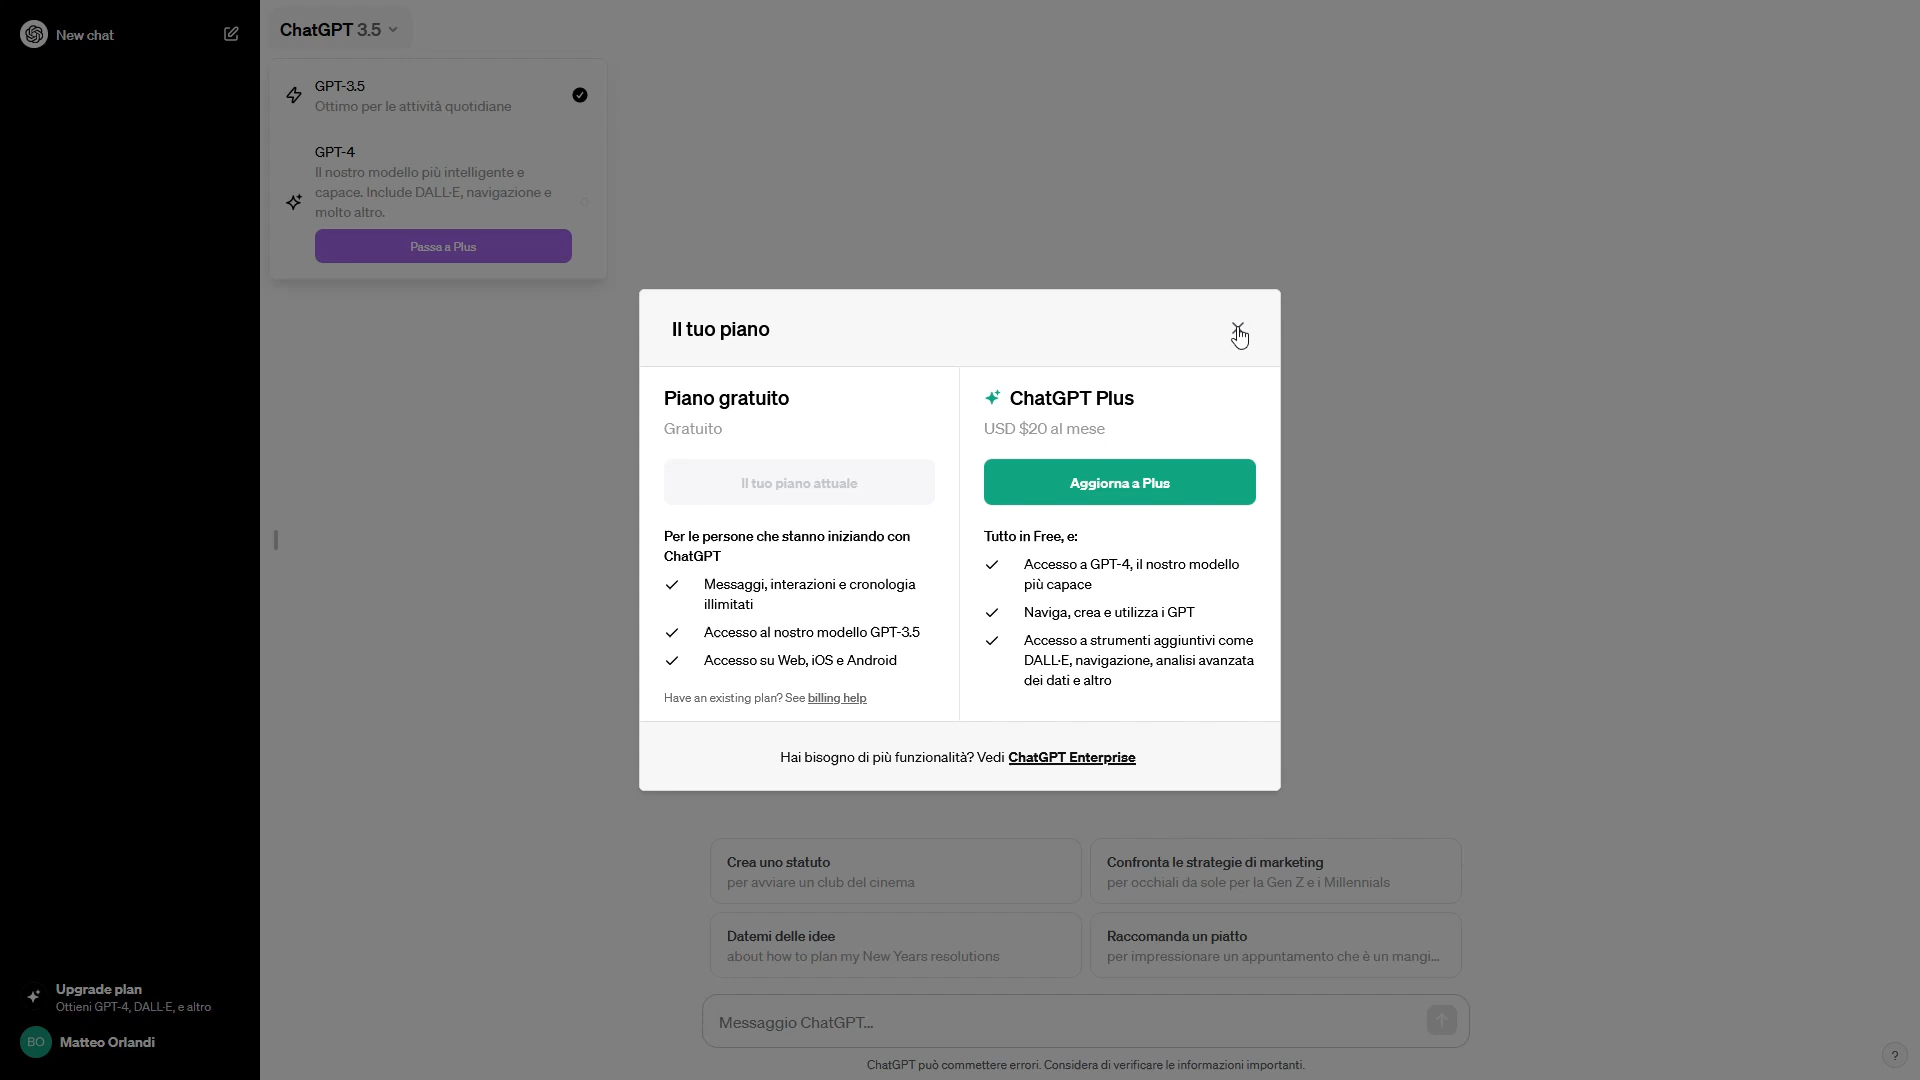 New chat
ChatGPT 3.5
GPT-3.5
Ottimo per le attività quotidiane
GPT-4
Il nostro modello più intelligente e
capace. Include DALL·E, navigazione e
molto altro.
Passa a Plus
Il tuo piano
Piano gratuito
Gratuito
Il tuo piano attuale
Per le persone che stanno iniziando con
ChatGPT
Messaggi, interazioni e cronologia
illimitati
Accesso al nostro modello GPT-3.5
Accesso su Web, iOS e Android
Have an existing plan? See billing help
ChatGPT Plus
USD $20 al mese
Aggiorna a Plus
Tutto in Free, e:
Accesso a GPT-4, il nostro modello
più capace
Naviga, crea e utilizza i GPT
Accesso a strumenti aggiuntivi come
DALL·E, navigazione, analisi avanzata
dei dati e altro
Hai bisogno di più funzionalità? Vedi ChatGPT Enterprise
Crea uno statuto
per avviare un club del cinema
Confronta le strategie di marketing
per occhiali da sole per la Gen Z e i Millennials
Datemi delle idee
about how to plan my New Years resolutions
Raccomanda un piatto
per impressionare un appuntamento che è un mangi...
Upgrade plan
Ottieni GPT-4, DALL·E, e altro
BO Matteo Orlandi
Messaggio ChatGPT...
ChatGPT può commettere errori. Considera di verificare le informazioni importanti.
?